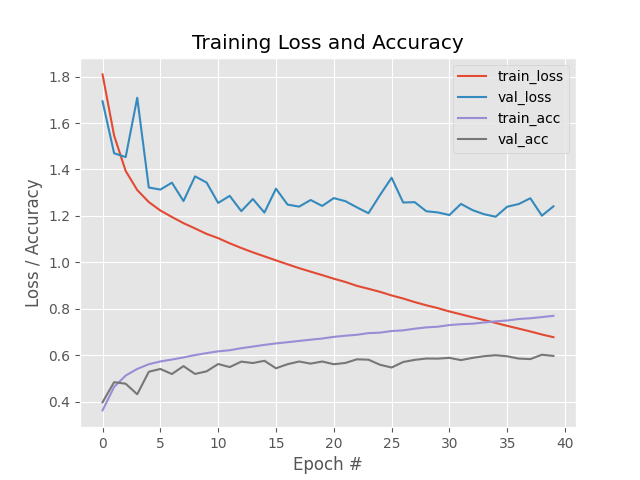 Training Loss and Accuracy
train_loss
val_loss
train_acc
val_acc
Loss / Accuracy
1.8
1.6
1.4
1.2
1.0
0.8
0.6
0.4
0 5 10 15 20 25 30 35 40
Epoch #